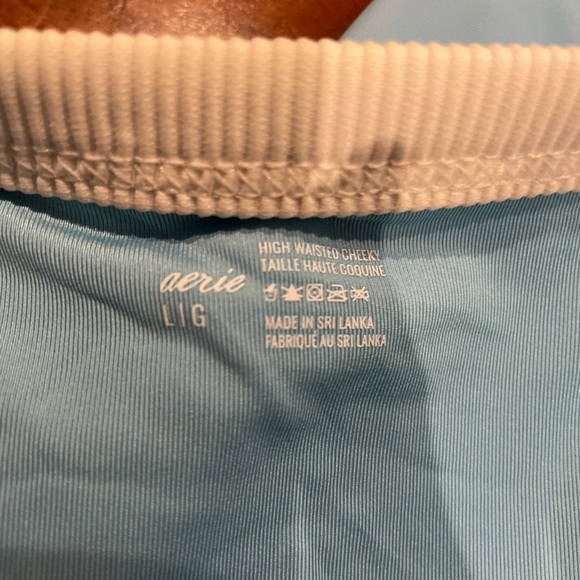 aerie
L|G
HIGH WAISTED CHEEKY
TAILLE HAUTE COQUINE
MADE IN SRI LANKA
FABRIQUÉ AU SRI LANKA